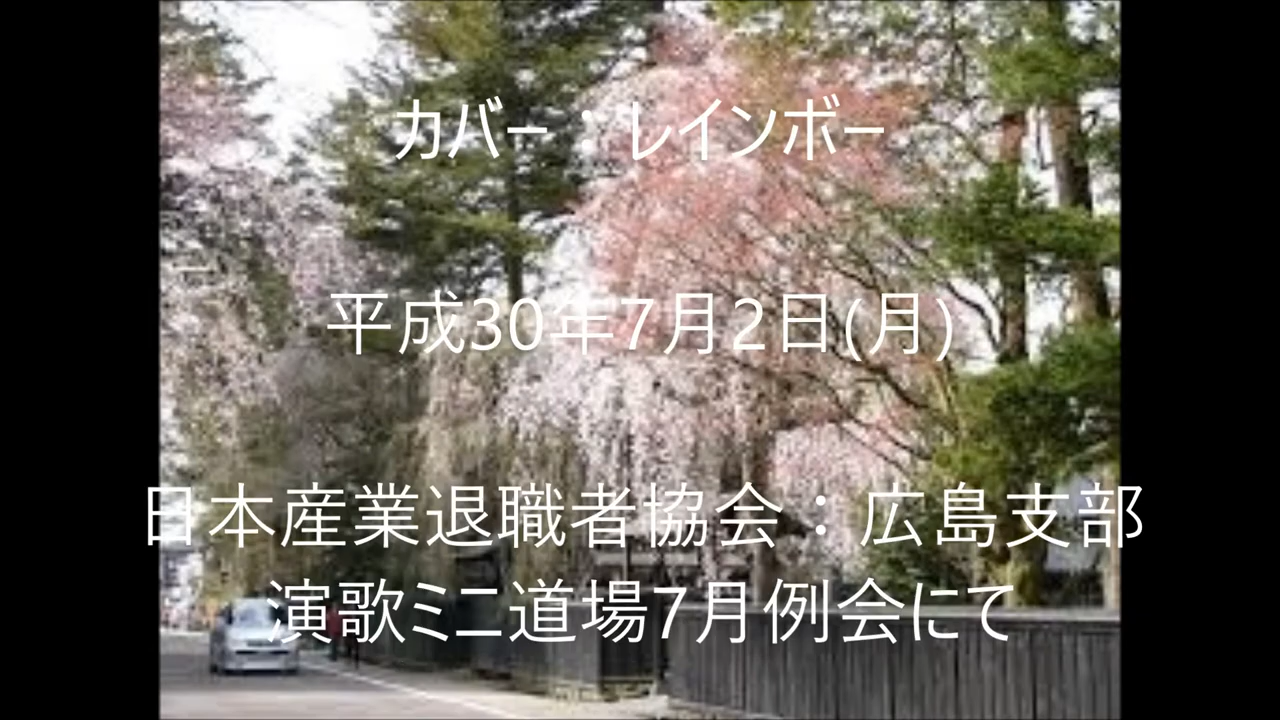 カバー：レインボー
平成30年7月2日(月)
日本産業退職者協会：広島支部
演歌ミニ道場7月例会にて